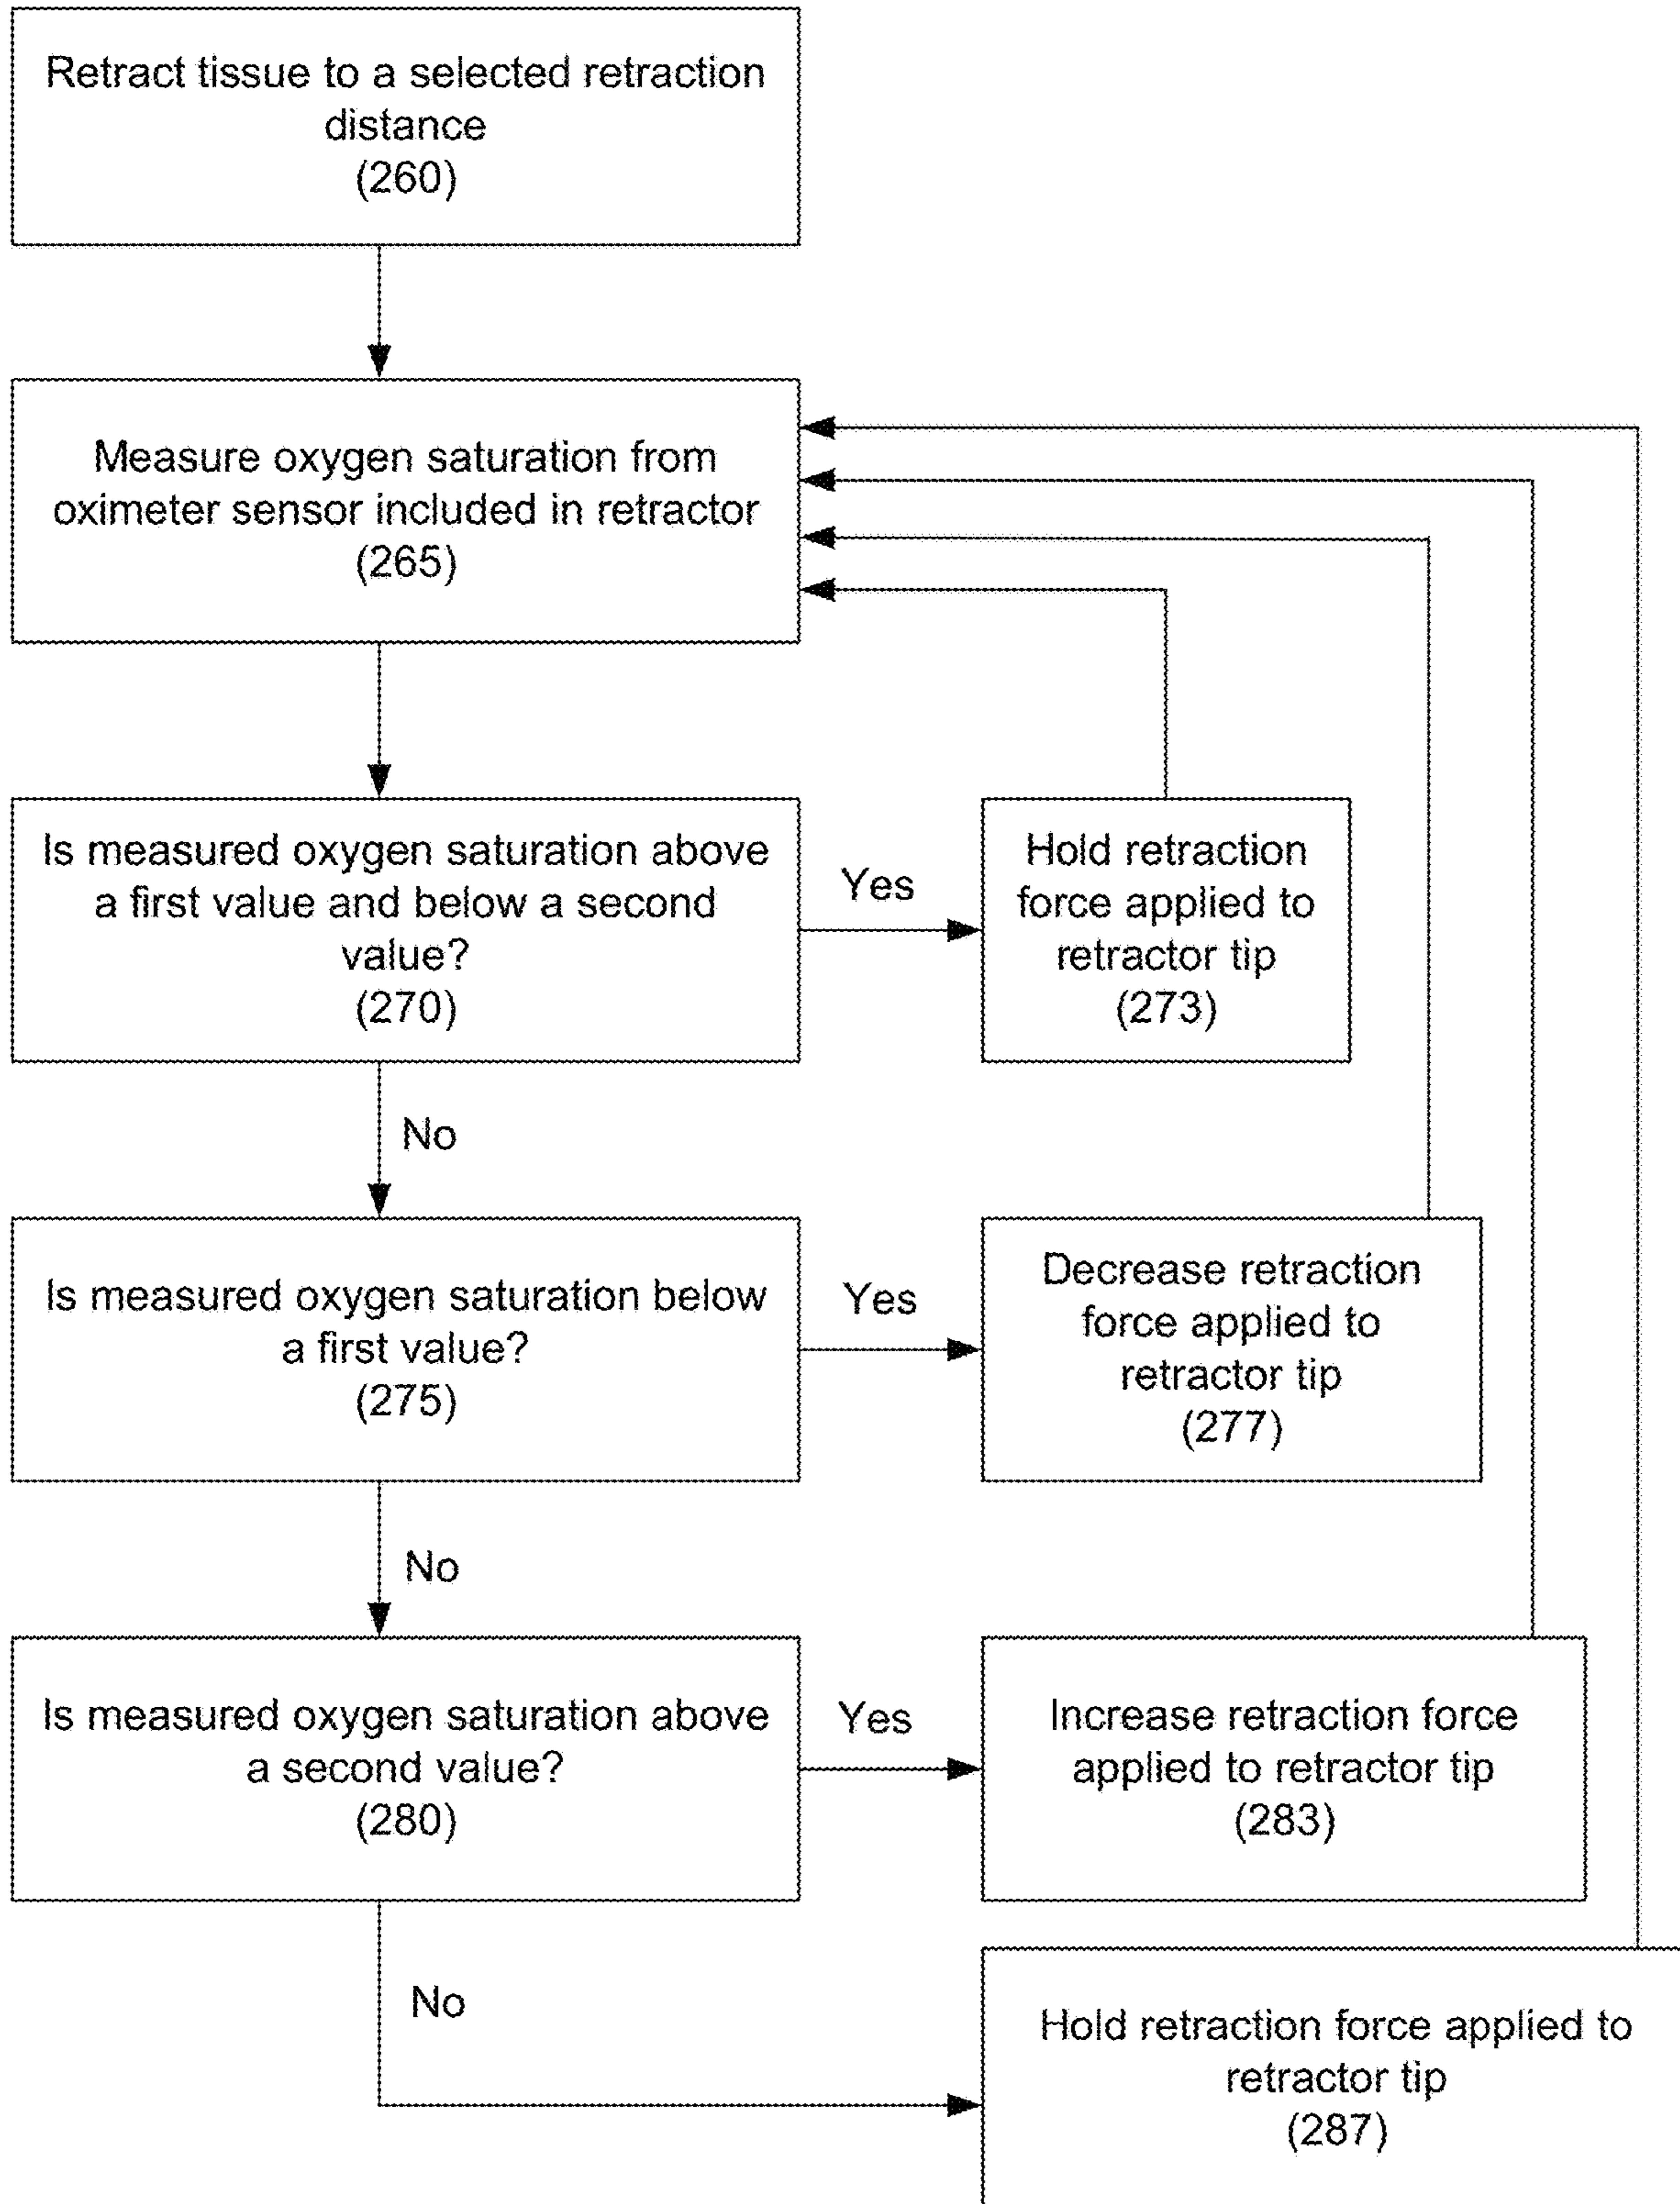 Retract tissue to a selected retraction
distance
(260)
Measure oxygen saturation from
oximeter sensor included in retractor
(265)
Is measured oxygen saturation above
a first value and below a second
value?
(270)
Yes
Hold retraction
force applied to
retractor tip
(273)
No
Is measured oxygen saturation below
a first value?
(275)
Yes
Decrease retraction
force applied to
retractor tip
(277)
No
Is measured oxygen saturation above
a second value?
(280)
Yes
Increase retraction force
applied to retractor tip
(283)
No
Hold retraction force applied to
retractor tip
(287)